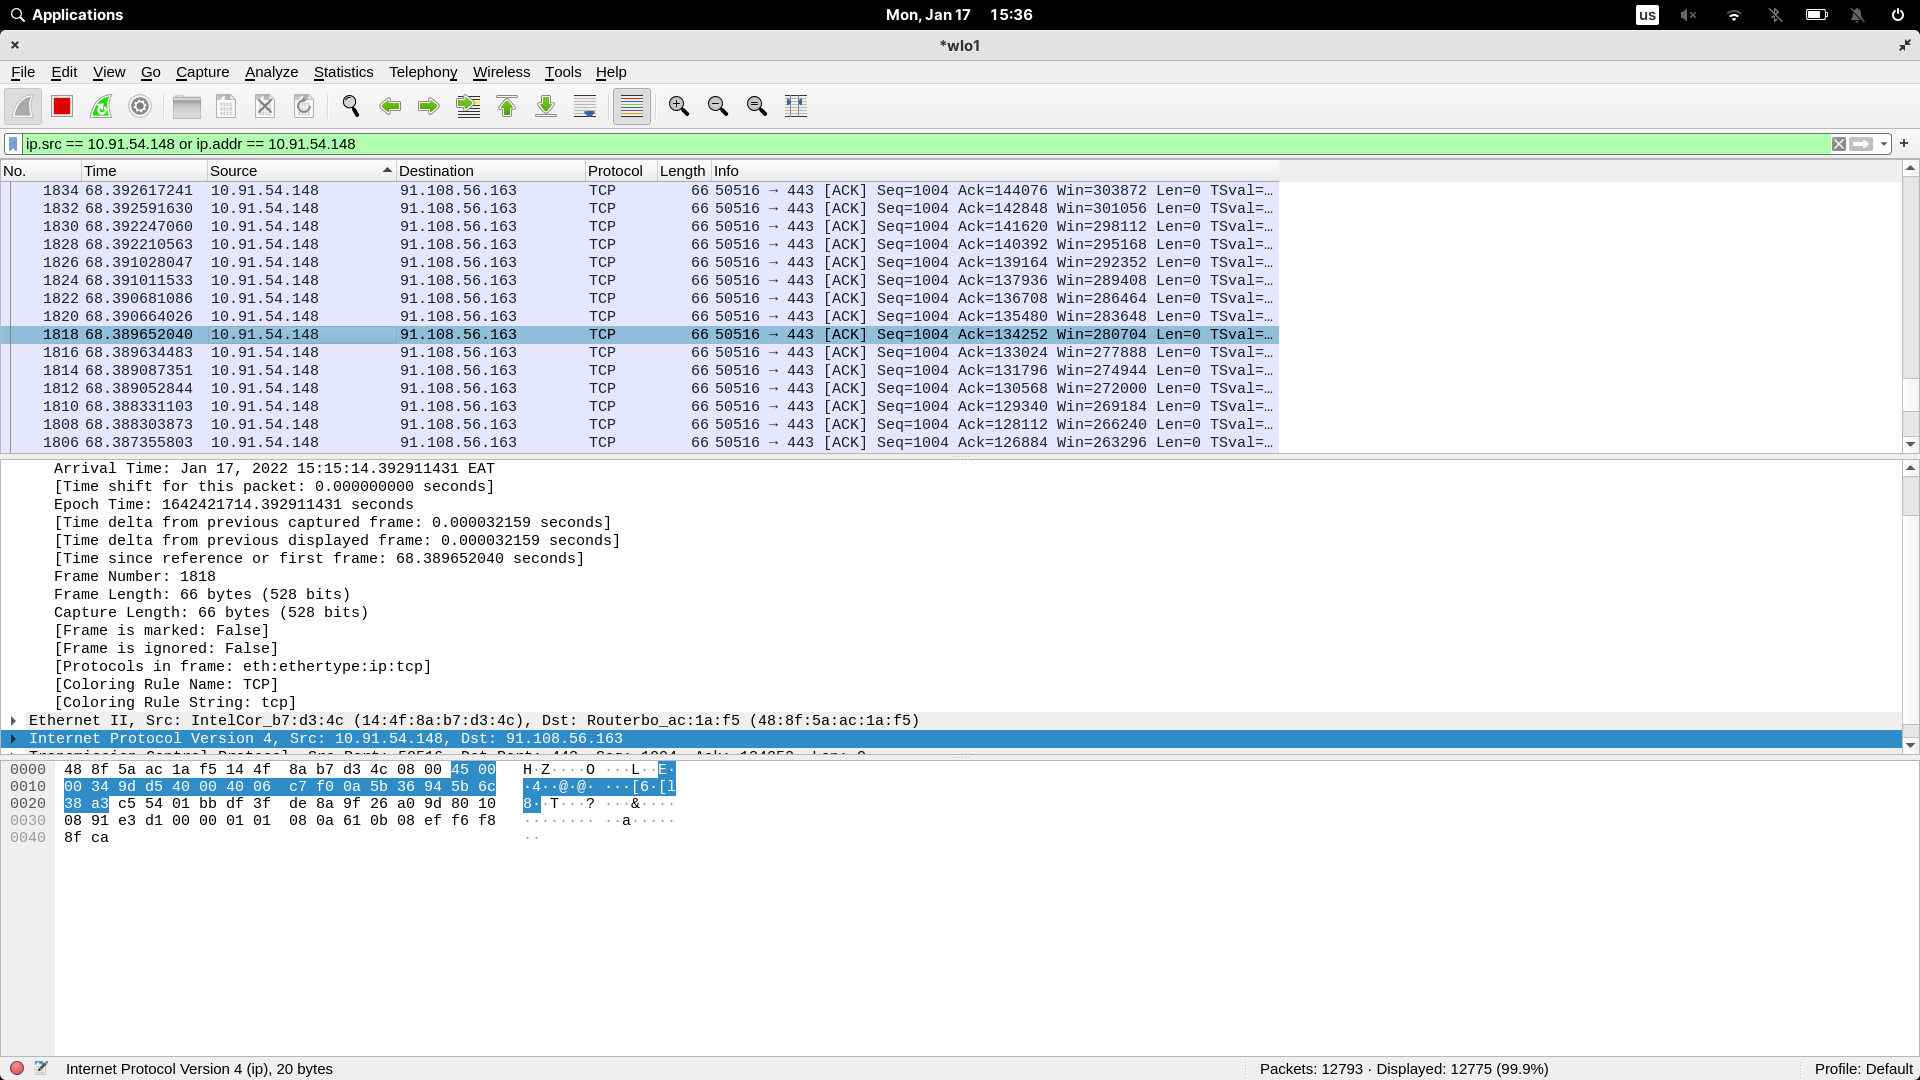 Applications Mon, Jan 17 15:36 us
*wlo1
File Edit View Go Capture Analyze Statistics Telephony Wireless Tools Help
ip.src == 10.91.54.148 or ip.addr == 10.91.54.148
No. Time Source Destination Protocol Length Info
1834 68.392617241 10.91.54.148 91.108.56.163 TCP 66 50516 → 443 [ACK] Seq=1004 Ack=144076 Win=303872 Len=0 TSval=…
1832 68.392591630 10.91.54.148 91.108.56.163 TCP 66 50516 → 443 [ACK] Seq=1004 Ack=142848 Win=301056 Len=0 TSval=…
1830 68.392247060 10.91.54.148 91.108.56.163 TCP 66 50516 → 443 [ACK] Seq=1004 Ack=141620 Win=298112 Len=0 TSval=…
1828 68.392210563 10.91.54.148 91.108.56.163 TCP 66 50516 → 443 [ACK] Seq=1004 Ack=140392 Win=295168 Len=0 TSval=…
1826 68.391028047 10.91.54.148 91.108.56.163 TCP 66 50516 → 443 [ACK] Seq=1004 Ack=139164 Win=292352 Len=0 TSval=…
1824 68.391011533 10.91.54.148 91.108.56.163 TCP 66 50516 → 443 [ACK] Seq=1004 Ack=137936 Win=289408 Len=0 TSval=…
1822 68.390681086 10.91.54.148 91.108.56.163 TCP 66 50516 → 443 [ACK] Seq=1004 Ack=136708 Win=286464 Len=0 TSval=…
1820 68.390664026 10.91.54.148 91.108.56.163 TCP 66 50516 → 443 [ACK] Seq=1004 Ack=135480 Win=283648 Len=0 TSval=…
1818 68.389652040 10.91.54.148 91.108.56.163 TCP 66 50516 → 443 [ACK] Seq=1004 Ack=134252 Win=280704 Len=0 TSval=…
1816 68.389634483 10.91.54.148 91.108.56.163 TCP 66 50516 → 443 [ACK] Seq=1004 Ack=133024 Win=277888 Len=0 TSval=…
1814 68.389087351 10.91.54.148 91.108.56.163 TCP 66 50516 → 443 [ACK] Seq=1004 Ack=131796 Win=274944 Len=0 TSval=…
1812 68.389052844 10.91.54.148 91.108.56.163 TCP 66 50516 → 443 [ACK] Seq=1004 Ack=130568 Win=272000 Len=0 TSval=…
1810 68.388331103 10.91.54.148 91.108.56.163 TCP 66 50516 → 443 [ACK] Seq=1004 Ack=129340 Win=269184 Len=0 TSval=…
1808 68.388303873 10.91.54.148 91.108.56.163 TCP 66 50516 → 443 [ACK] Seq=1004 Ack=128112 Win=266240 Len=0 TSval=…
1806 68.387355803 10.91.54.148 91.108.56.163 TCP 66 50516 → 443 [ACK] Seq=1004 Ack=126884 Win=263296 Len=0 TSval=…
Arrival Time: Jan 17, 2022 15:15:14.392911431 EAT
[Time shift for this packet: 0.000000000 seconds]
Epoch Time: 1642421714.392911431 seconds
[Time delta from previous captured frame: 0.000032159 seconds]
[Time delta from previous displayed frame: 0.000032159 seconds]
[Time since reference or first frame: 68.389652040 seconds]
Frame Number: 1818
Frame Length: 66 bytes (528 bits)
Capture Length: 66 bytes (528 bits)
[Frame is marked: False]
[Frame is ignored: False]
[Protocols in frame: eth:ethertype:ip:tcp]
[Coloring Rule Name: TCP]
[Coloring Rule String: tcp]
Ethernet II, Src: IntelCor_b7:d3:4c (14:4f:8a:b7:d3:4c), Dst: Routerbo_ac:1a:f5 (48:8f:5a:ac:1a:f5)
Internet Protocol Version 4, Src: 10.91.54.148, Dst: 91.108.56.163
0000 48 8f 5a ac 1a f5 14 4f 8a b7 d3 4c 08 00 45 00 H·Z····O ···L··E·
0010 00 34 9d d5 40 00 40 06 c7 f0 0a 5b 36 94 5b 6c ·4··@·@· ···[6·[l
0020 38 a3 c5 54 01 bb df 3f de 8a 9f 26 a0 9d 80 10 8··T···? ···&····
0030 08 91 e3 d1 00 00 01 01 08 0a 61 0b 08 ef f6 f8 ········ ··a·····
0040 8f ca ··
Internet Protocol Version 4 (ip), 20 bytes Packets: 12793 · Displayed: 12775 (99.9%) Profile: Default